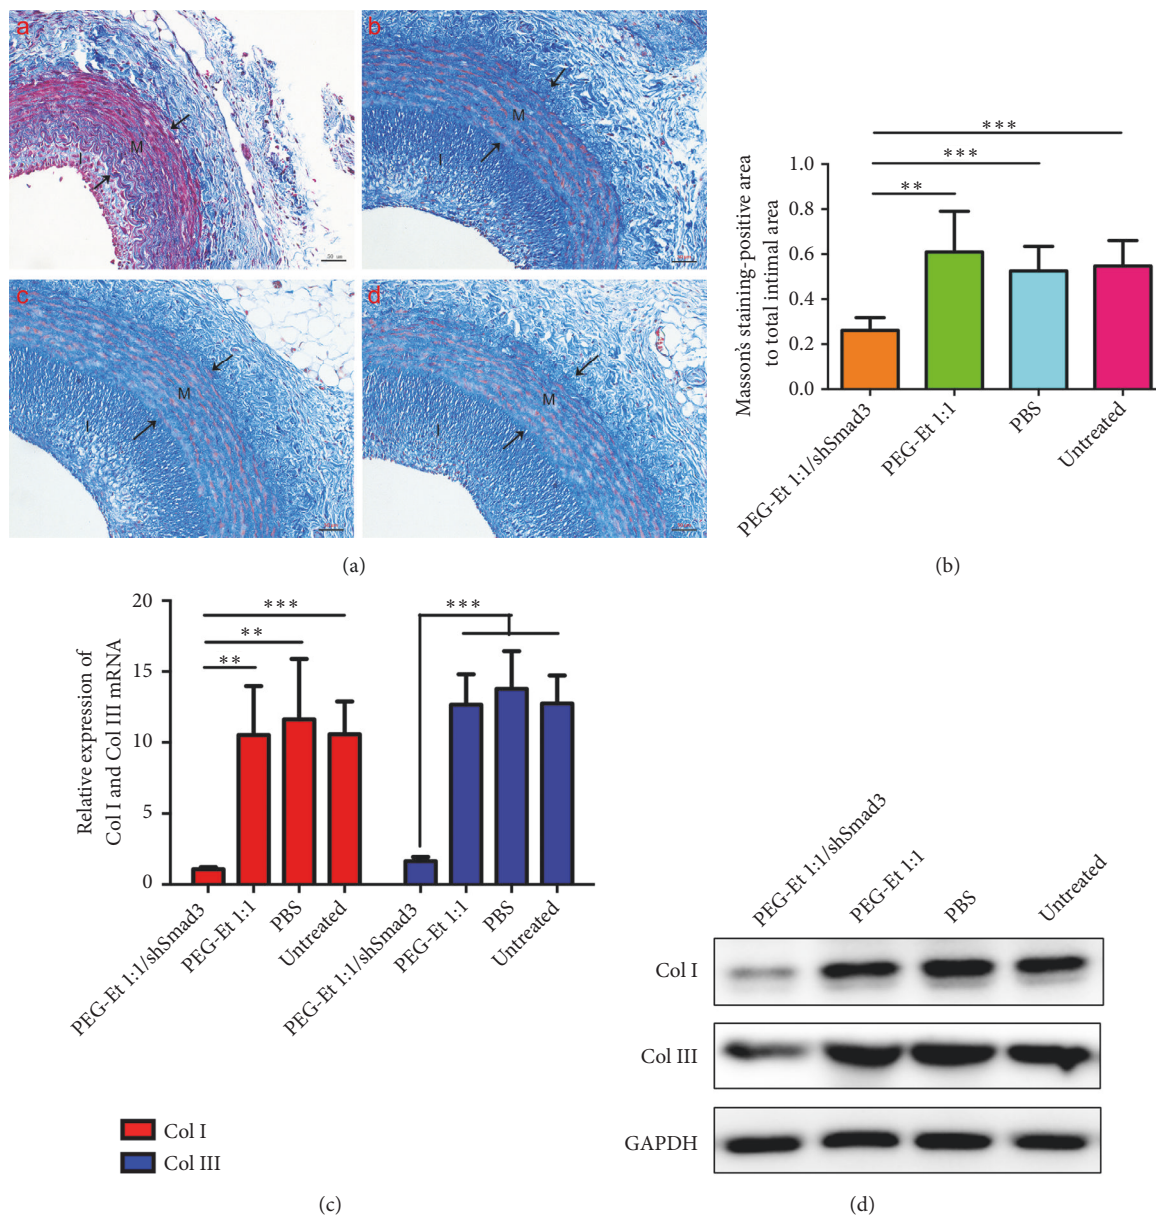 a
I
M
50 um
b
I
M
c
I
M
d
I
M
(a)
Masson's staining-positive area
to total intimal area
1.0
0.8
0.6
0.4
0.2
0.0
**
***
***
PEG-Et 1:1/shSmad3
PEG-Et 1:1
PBS
Untreated
(b)
Relative expression of
Col I and Col III mRNA
20
15
10
5
0
***
**
**
***
PEG-Et 1:1/shSmad3
PEG-Et 1:1
PBS
Untreated
PEG-Et 1:1/shSmad3
PEG-Et 1:1
PBS
Untreated
Col I
Col III
(c)
PEG-Et 1:1/shSmad3
PEG-Et 1:1
PBS
Untreated
Col I
Col III
GAPDH
(d)